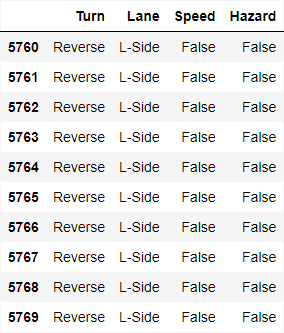 Turn Lane Speed Hazard
5760 Reverse L-Side False False
5761 Reverse L-Side False False
5762 Reverse L-Side False False
5763 Reverse L-Side False False
5764 Reverse L-Side False False
5765 Reverse L-Side False False
5766 Reverse L-Side False False
5767 Reverse L-Side False False
5768 Reverse L-Side False False
5769 Reverse L-Side False False